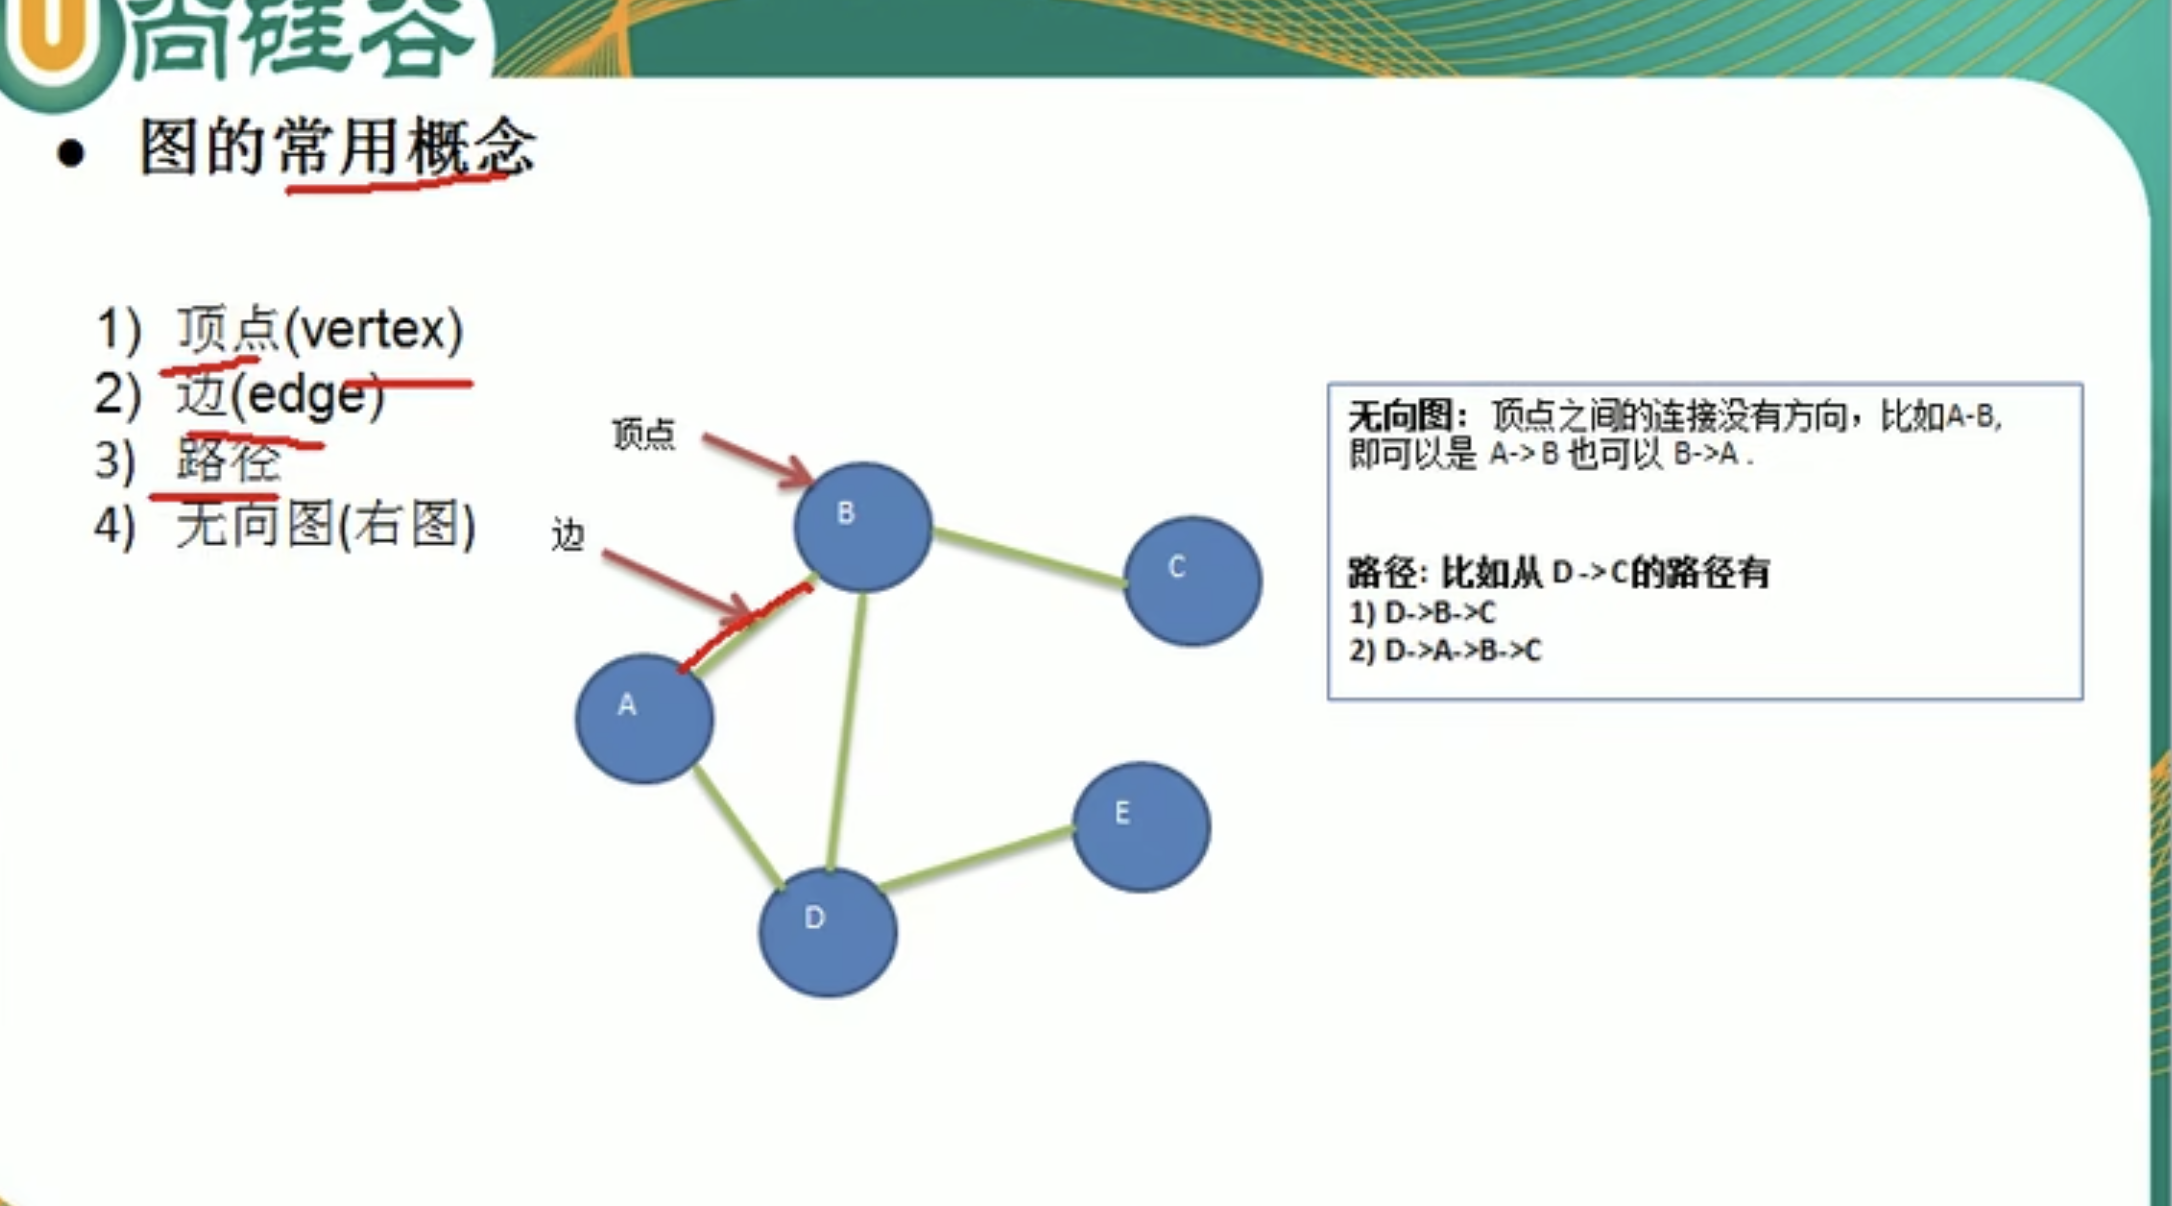 尚硅谷
● 图的常用概念
1) 顶点(vertex)
2) 边(edge)
3) 路径
4) 无向图(右图)
顶点
边
B
C
A
E
D
无向图： 顶点之间的连接没有方向，比如A-B,
即可以是 A-> B 也可以 B->A .
路径: 比如从 D ->C的路径有
1) D->B->C
2) D->A->B->C